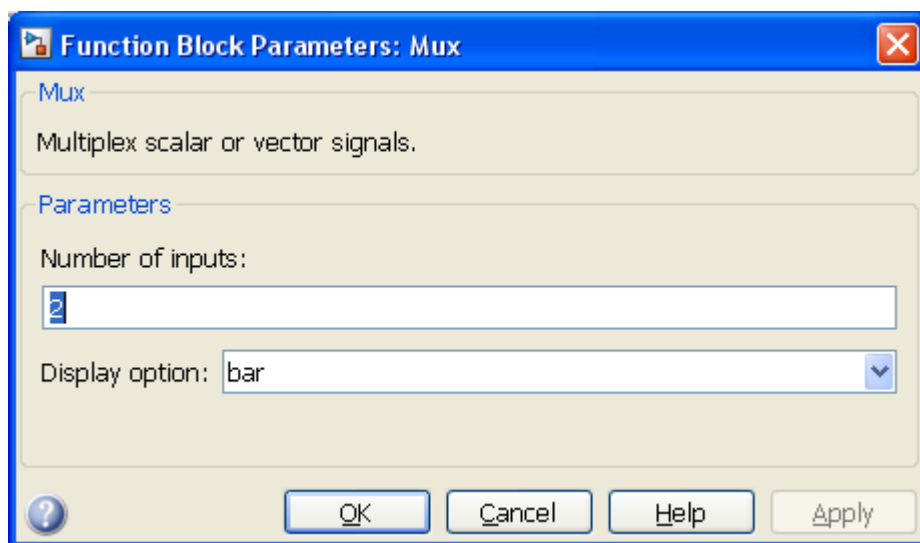 Function Block Parameters: Mux
Mux
Multiplex scalar or vector signals.
Parameters
Number of inputs:
2
Display option: bar
? OK Cancel Help Apply